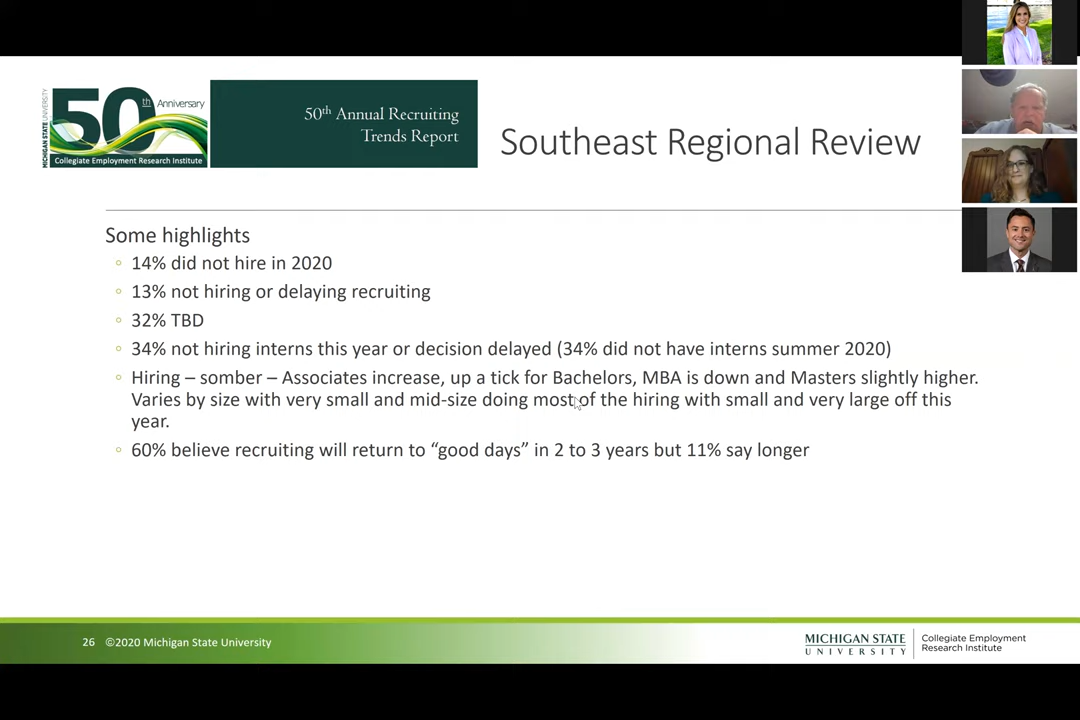 MICHIGAN STATE UNIVERSITY
50th Anniversary
Collegiate Employment Research Institute
50th Annual Recruiting
Trends Report
Southeast Regional Review
Some highlights
◦ 14% did not hire in 2020
◦ 13% not hiring or delaying recruiting
◦ 32% TBD
◦ 34% not hiring interns this year or decision delayed (34% did not have interns summer 2020)
◦ Hiring – somber – Associates increase, up a tick for Bachelors, MBA is down and Masters slightly higher.
Varies by size with very small and mid-size doing most of the hiring with small and very large off this
year.
◦ 60% believe recruiting will return to “good days” in 2 to 3 years but 11% say longer
26 ©2020 Michigan State University
MICHIGAN STATE
UNIVERSITY
Collegiate Employment
Research Institute